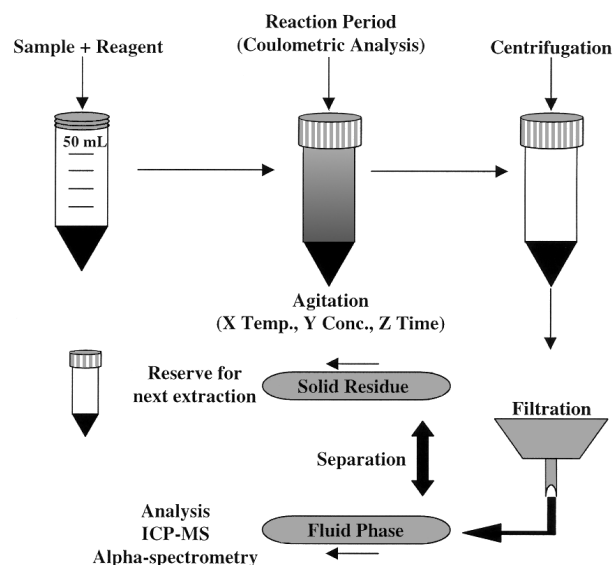 Sample + Reagent
Reaction Period
(Coulometric Analysis)
Centrifugation
50 mL
Agitation
(X Temp., Y Conc., Z Time)
Reserve for
next extraction
Solid Residue
Filtration
Separation
Analysis
ICP-MS
Alpha-spectrometry
Fluid Phase